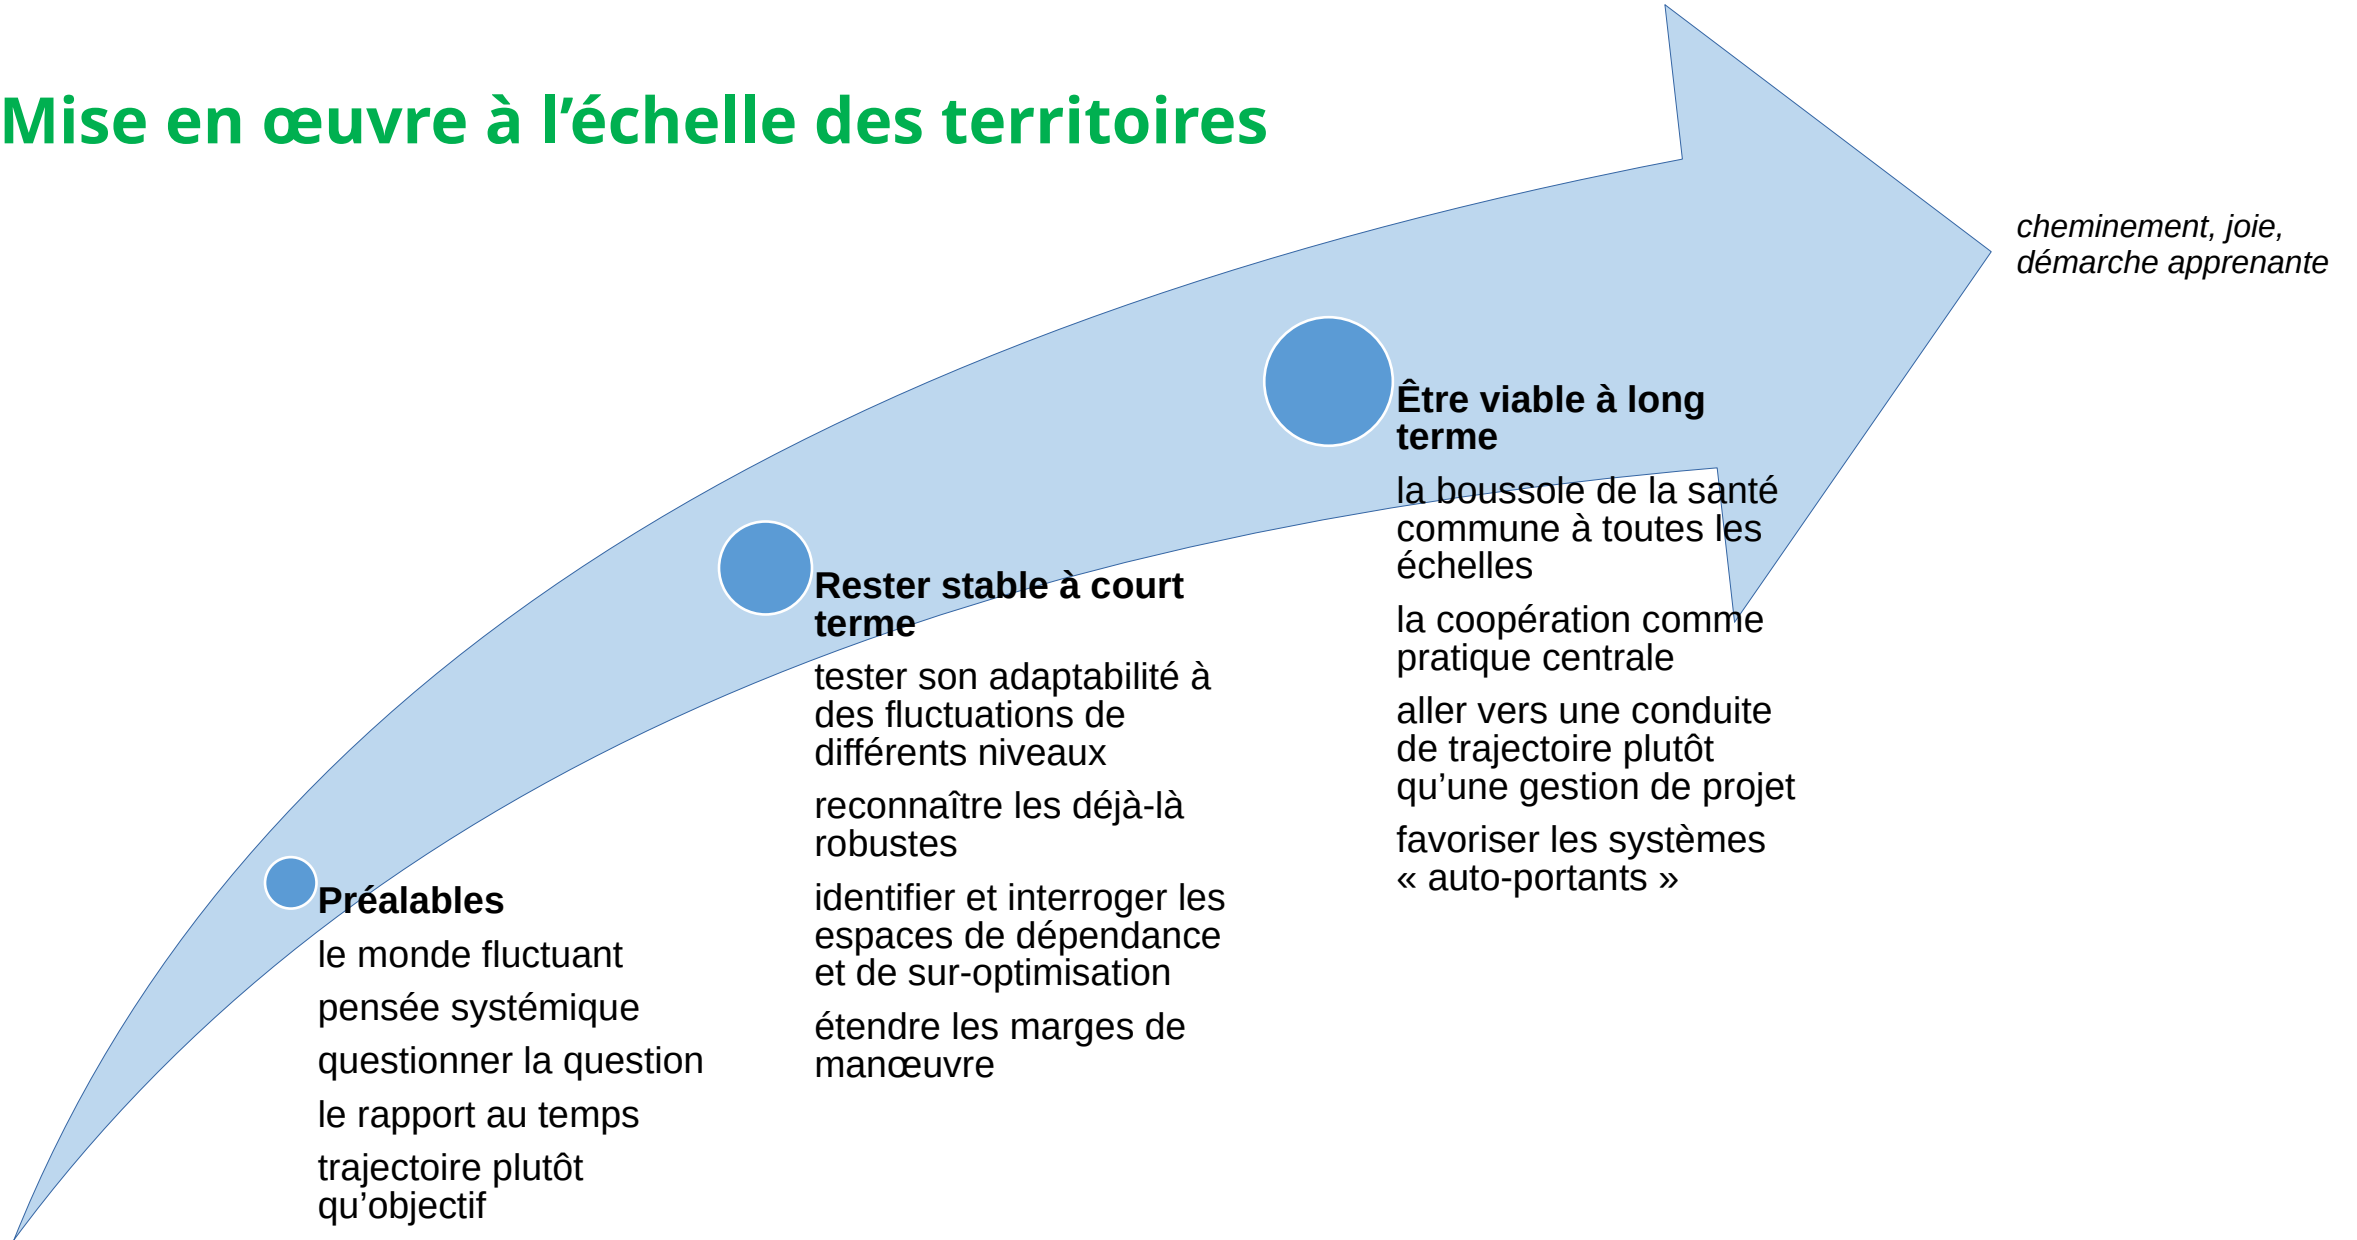 Mise en œuvre à l’échelle des territoires
cheminement, joie,
démarche apprenante
Préalables
le monde fluctuant
pensée systémique
questionner la question
le rapport au temps
trajectoire plutôt
qu’objectif
Rester stable à court
terme
tester son adaptabilité à
des fluctuations de
différents niveaux
reconnaître les déjà-là
robustes
identifier et interroger les
espaces de dépendance
et de sur-optimisation
étendre les marges de
manœuvre
Être viable à long
terme
la boussole de la santé
commune à toutes les
échelles
la coopération comme
pratique centrale
aller vers une conduite
de trajectoire plutôt
qu’une gestion de projet
favoriser les systèmes
« auto-portants »